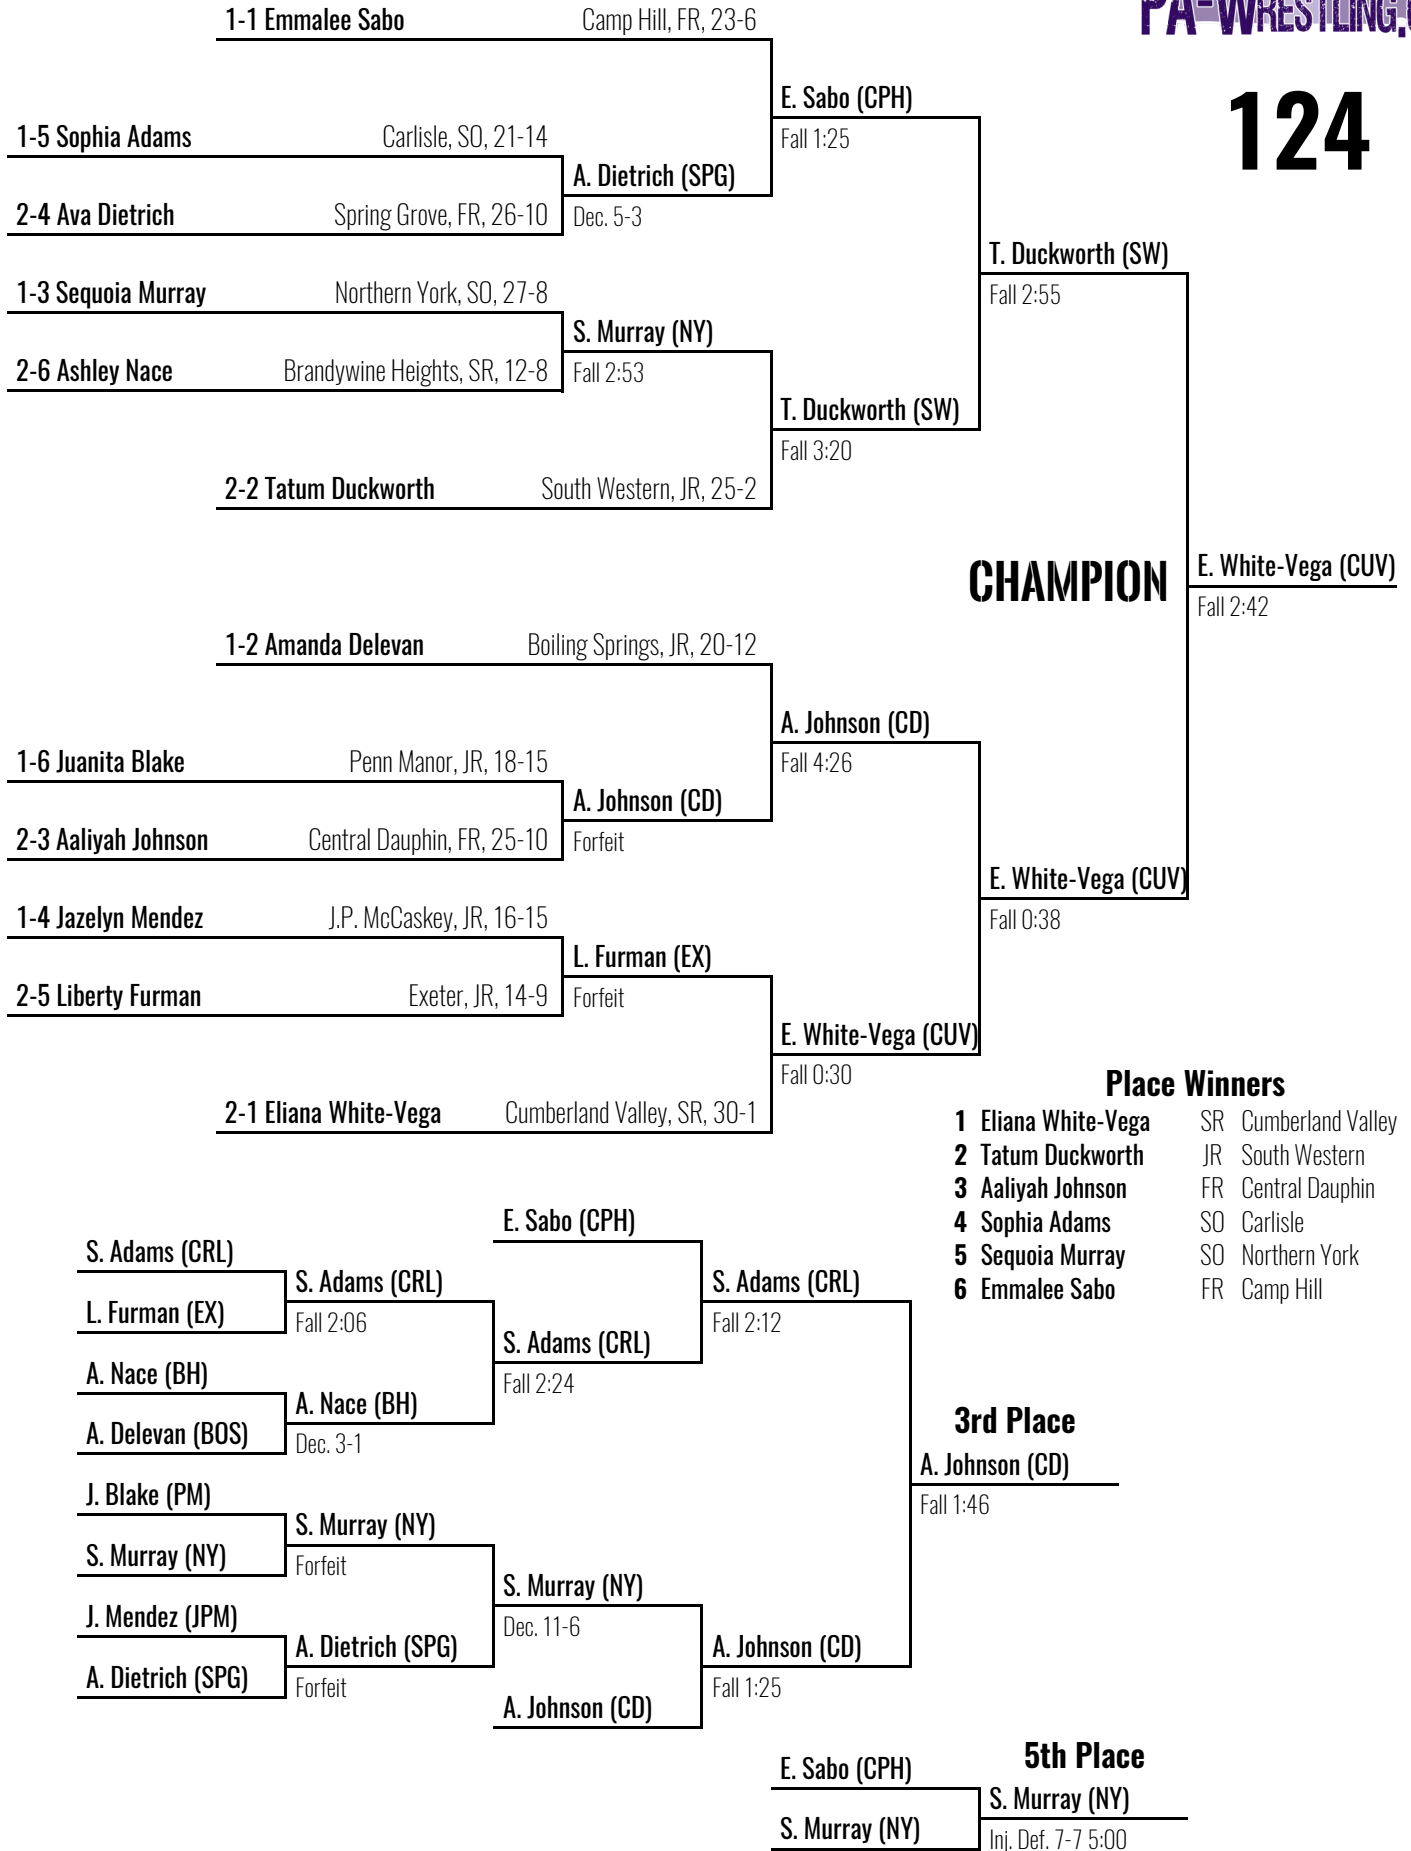 PA-WRESTLING.
124
1-1 Emmalee Sabo Camp Hill, FR, 23-6
E. Sabo (CPH)
Fall 1:25
1-5 Sophia Adams Carlisle, SO, 21-14
A. Dietrich (SPG)
Dec. 5-3
2-4 Ava Dietrich Spring Grove, FR, 26-10
T. Duckworth (SW)
Fall 2:55
1-3 Sequoia Murray Northern York, SO, 27-8
S. Murray (NY)
Fall 2:53
2-6 Ashley Nace Brandywine Heights, SR, 12-8
T. Duckworth (SW)
Fall 3:20
2-2 Tatum Duckworth South Western, JR, 25-2
CHAMPION
E. White-Vega (CUV)
Fall 2:42
1-2 Amanda Delevan Boiling Springs, JR, 20-12
A. Johnson (CD)
Fall 4:26
1-6 Juanita Blake Penn Manor, JR, 18-15
A. Johnson (CD)
Forfeit
2-3 Aaliyah Johnson Central Dauphin, FR, 25-10
E. White-Vega (CUV)
Fall 0:38
1-4 Jazelyn Mendez J.P. McCaskey, JR, 16-15
L. Furman (EX)
Forfeit
2-5 Liberty Furman Exeter, JR, 14-9
E. White-Vega (CUV)
Fall 0:30
2-1 Eliana White-Vega Cumberland Valley, SR, 30-1
Place Winners
1 Eliana White-Vega SR Cumberland Valley
2 Tatum Duckworth JR South Western
3 Aaliyah Johnson FR Central Dauphin
4 Sophia Adams SO Carlisle
5 Sequoia Murray SO Northern York
6 Emmalee Sabo FR Camp Hill
E. Sabo (CPH)
S. Adams (CRL)
S. Adams (CRL)
Fall 2:06
L. Furman (EX)
S. Adams (CRL)
Fall 2:12
S. Adams (CRL)
Fall 2:24
A. Nace (BH)
A. Nace (BH)
Dec. 3-1
A. Delevan (BOS)
3rd Place
A. Johnson (CD)
Fall 1:46
J. Blake (PM)
S. Murray (NY)
Forfeit
S. Murray (NY)
S. Murray (NY)
Dec. 11-6
J. Mendez (JPM)
A. Dietrich (SPG)
Forfeit
A. Dietrich (SPG)
A. Johnson (CD)
Fall 1:25
A. Johnson (CD)
5th Place
E. Sabo (CPH)
S. Murray (NY)
Inj. Def. 7-7 5:00
S. Murray (NY)